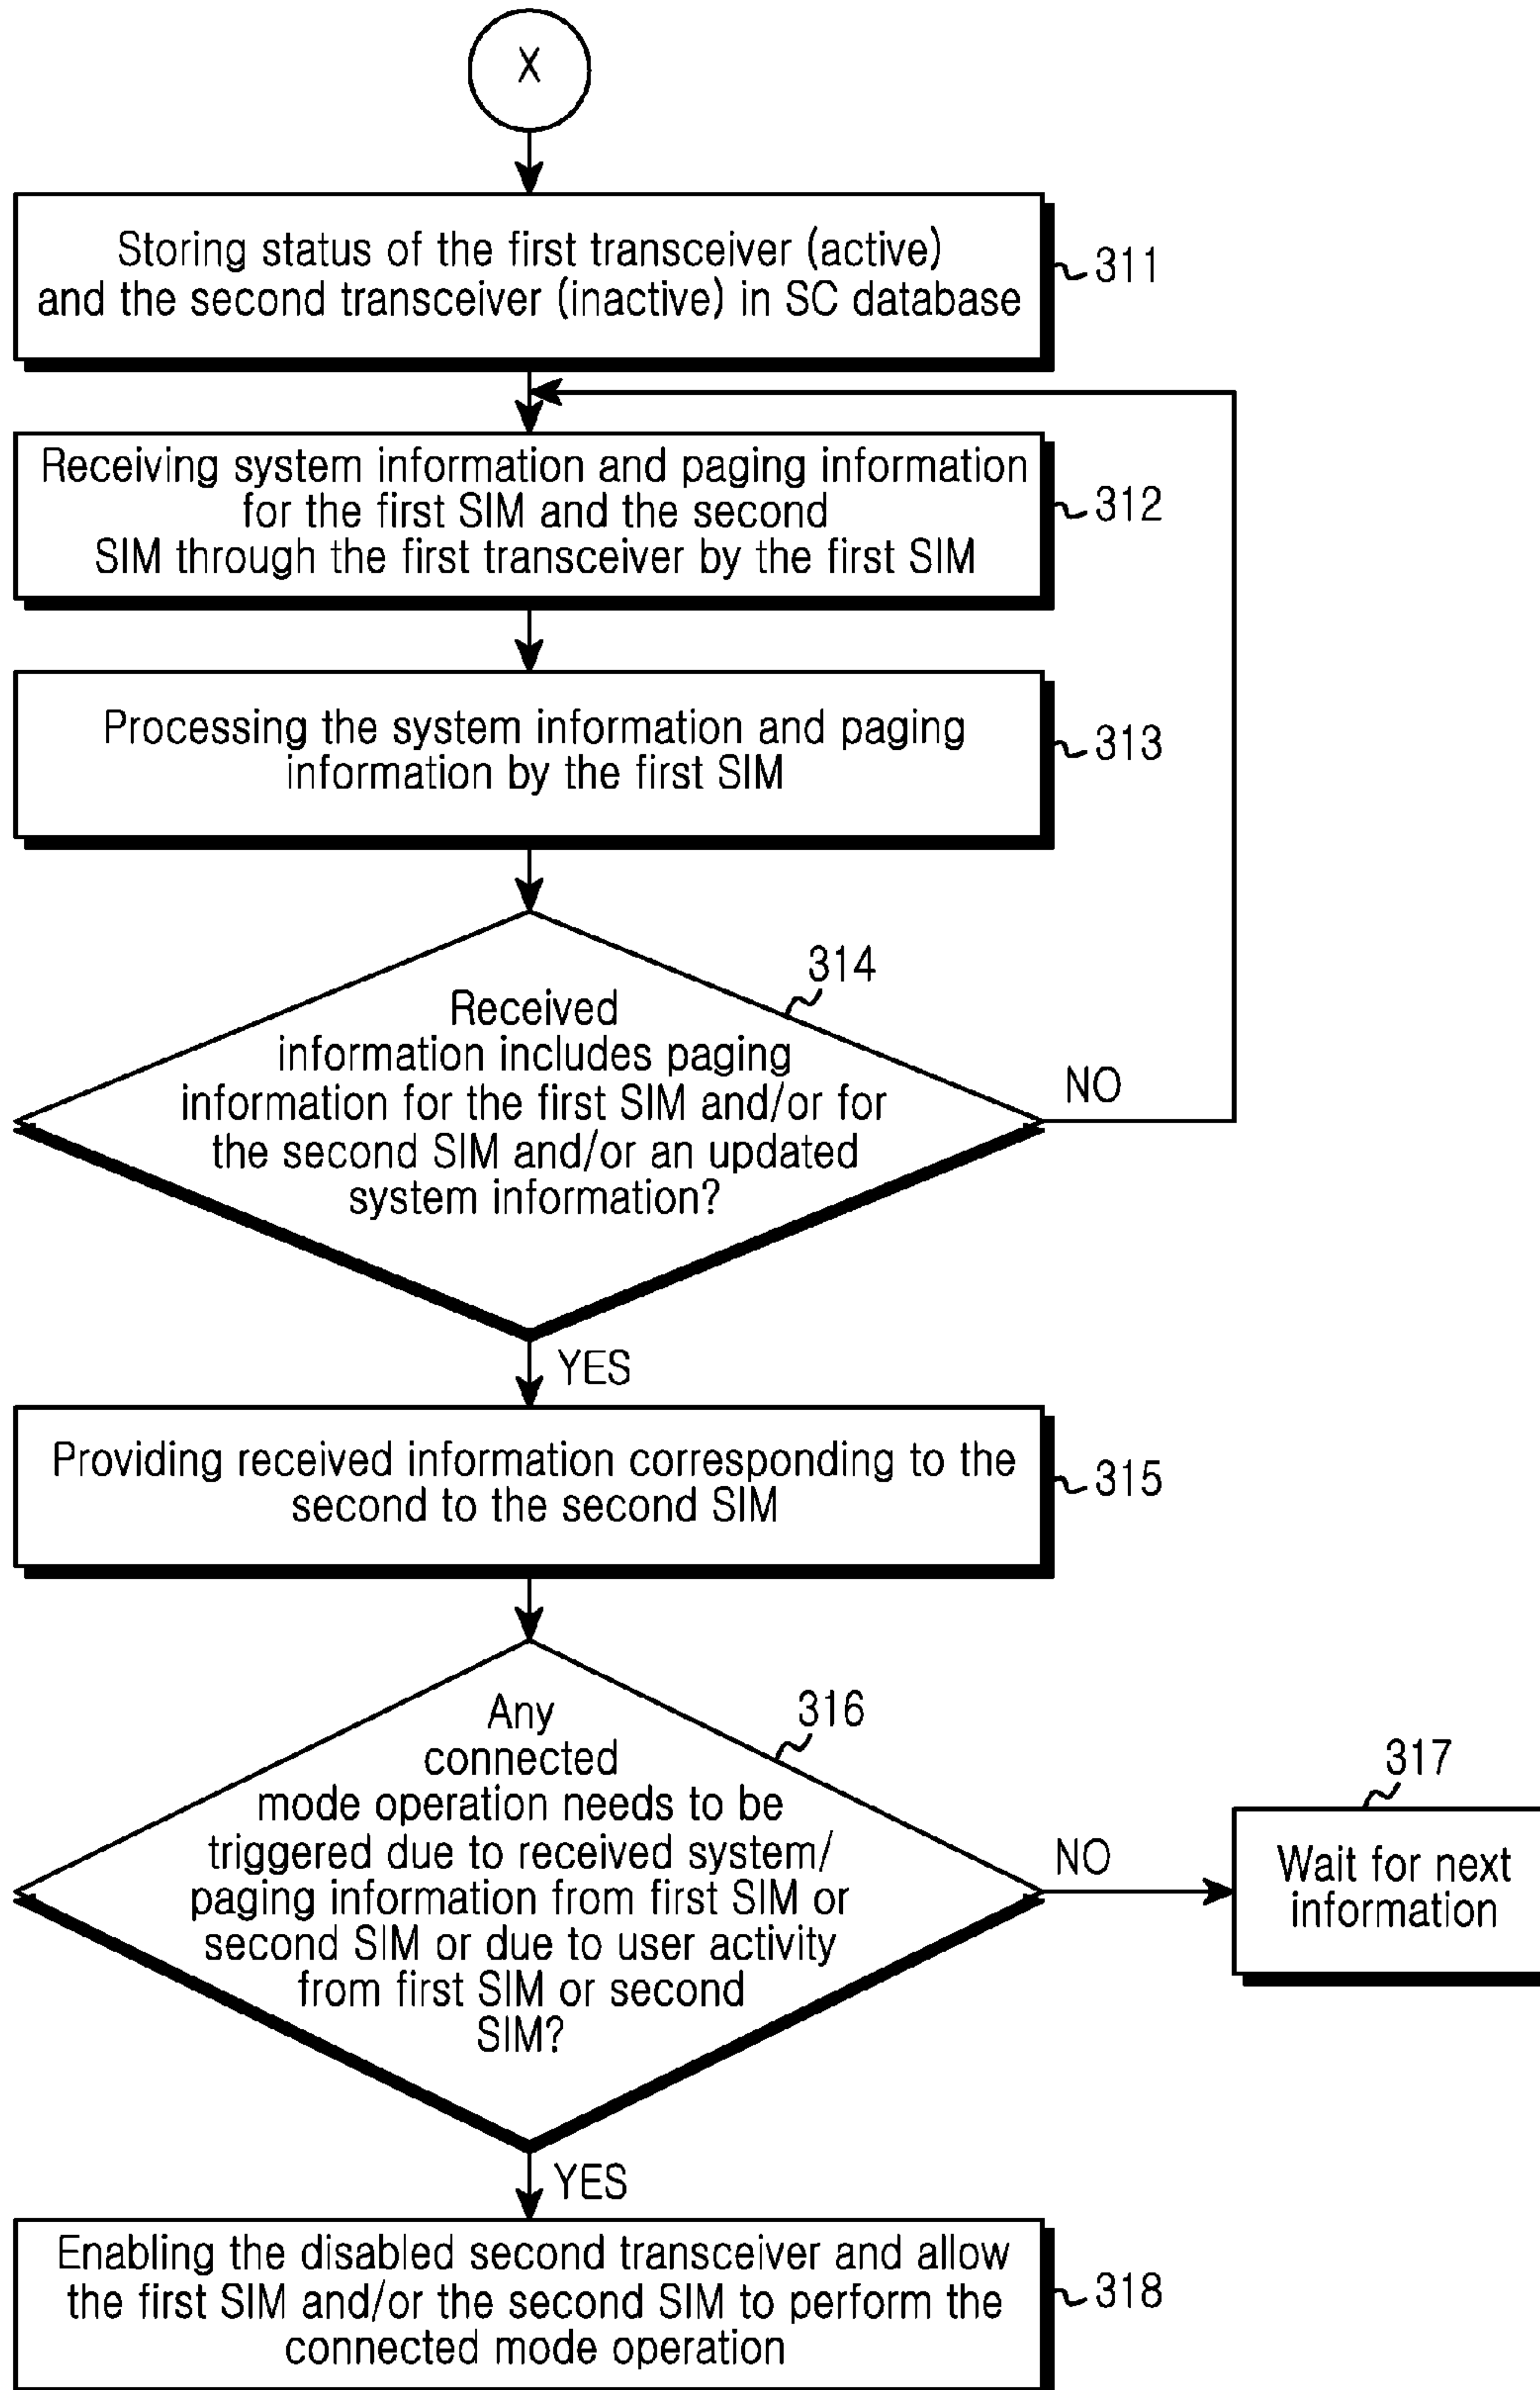 X
Storing status of the first transceiver (active)
and the second transceiver (inactive) in SC database
311
Receiving system information and paging information
for the first SIM and the second
SIM through the first transceiver by the first SIM
312
Processing the system information and paging
information by the first SIM
313
314
Received
information includes paging
information for the first SIM and/or for
the second SIM and/or an updated
system information?
NO
YES
Providing received information corresponding to the
second to the second SIM
315
316
Any
connected
mode operation needs to be
triggered due to received system/
paging information from first SIM or
second SIM or due to user activity
from first SIM or second
SIM?
NO
317
Wait for next
information
YES
Enabling the disabled second transceiver and allow
the first SIM and/or the second SIM to perform the
connected mode operation
318